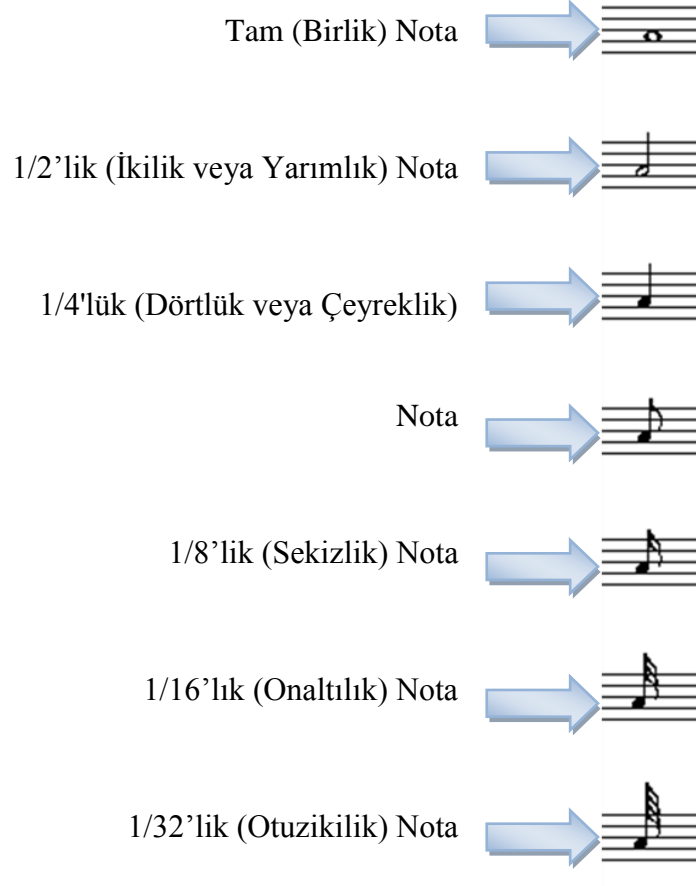 Tam (Birlik) Nota
1/2’lik (İkilik veya Yarımlık) Nota
1/4'lük (Dörtlük veya Çeyreklik)
Nota
1/8’lik (Sekizlik) Nota
1/16’lık (Onaltılık) Nota
1/32’lik (Otuzikilik) Nota